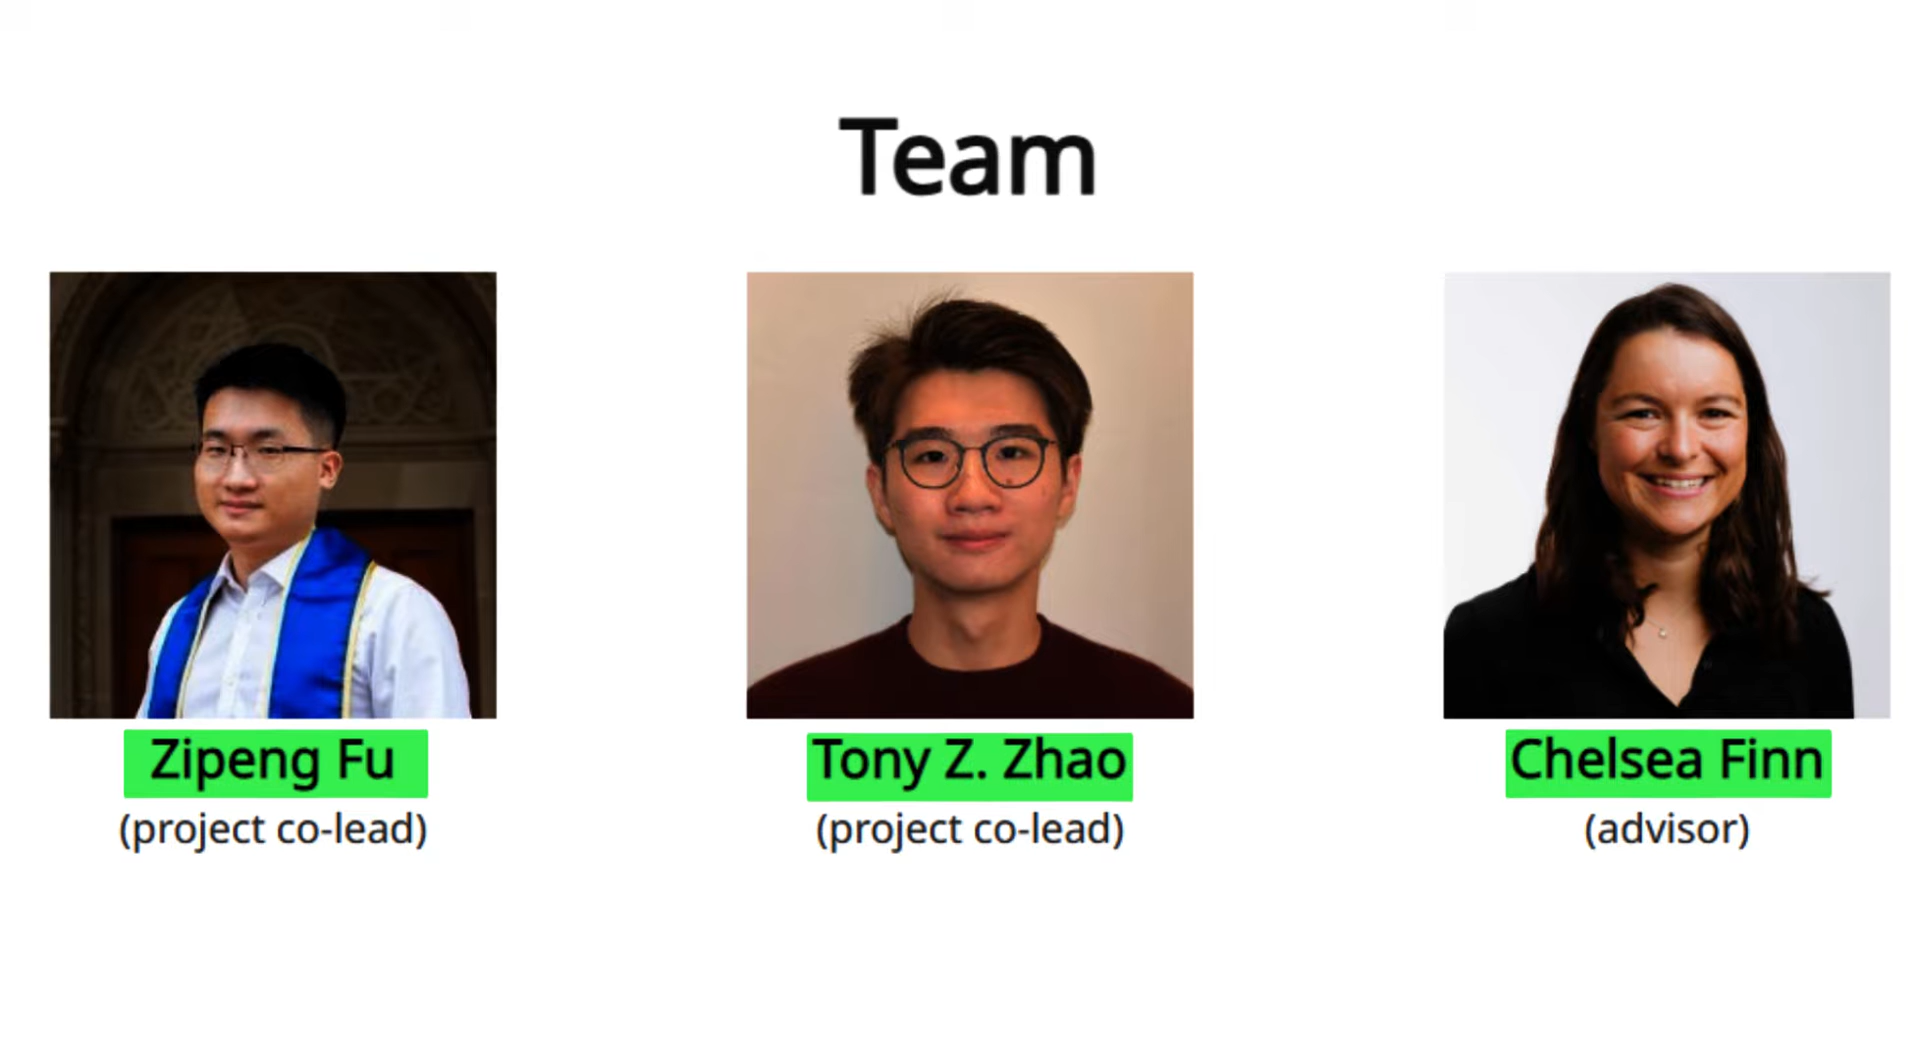 Team
Zipeng Fu
(project co-lead)
Tony Z. Zhao
(project co-lead)
Chelsea Finn
(advisor)